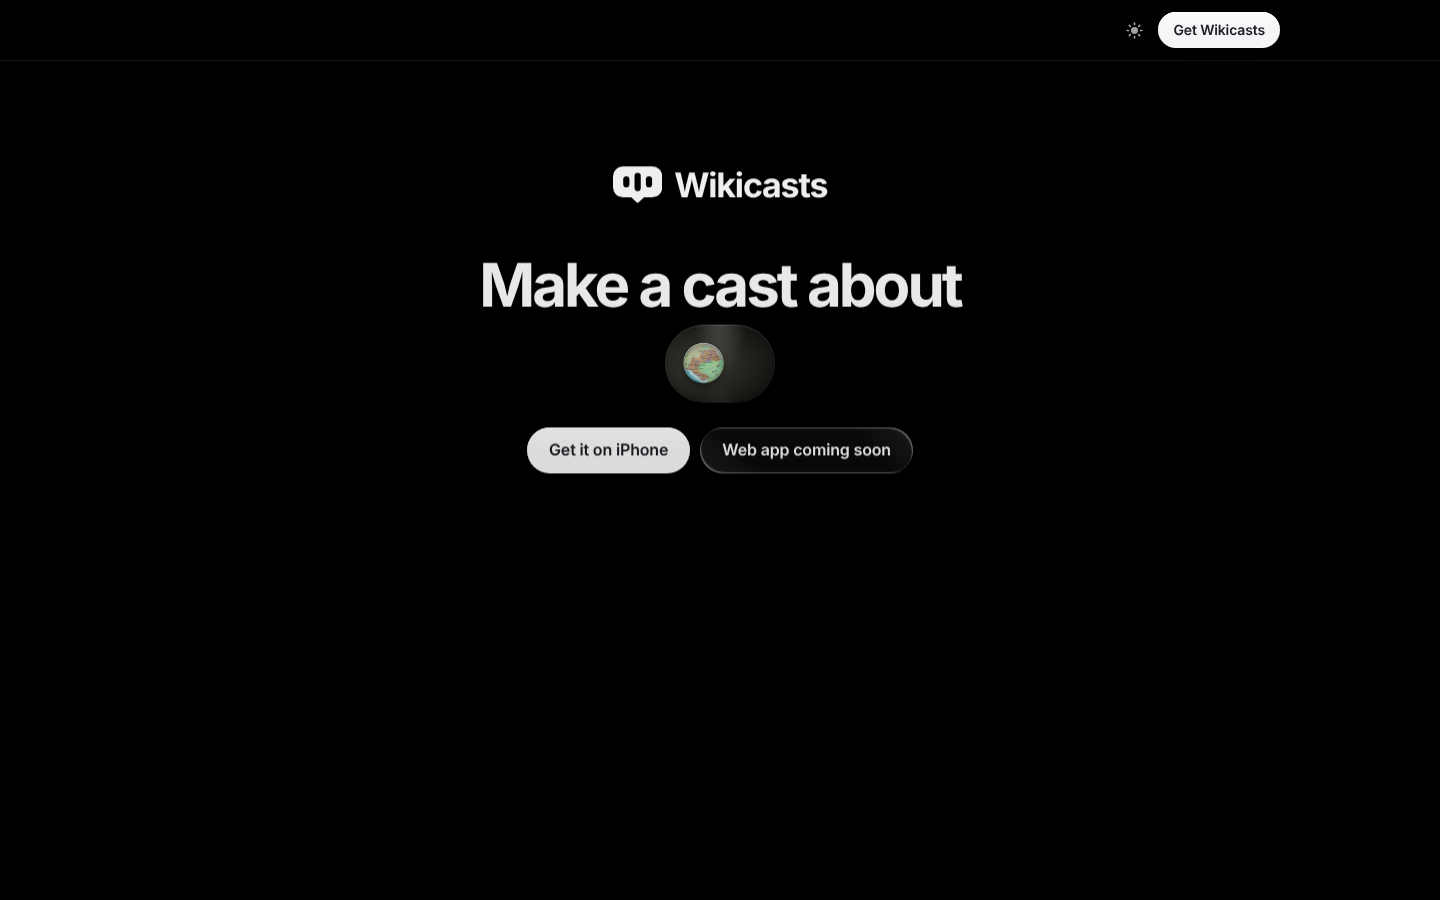 Get Wikicasts
Wikicasts
Make a cast about
Get it on iPhone
Web app coming soon